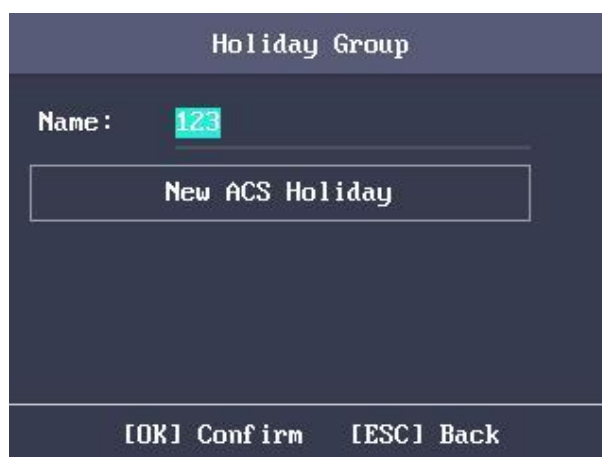 Holiday Group
Name: 123
New ACS Holiday
[OK] Confirm [ESC] Back